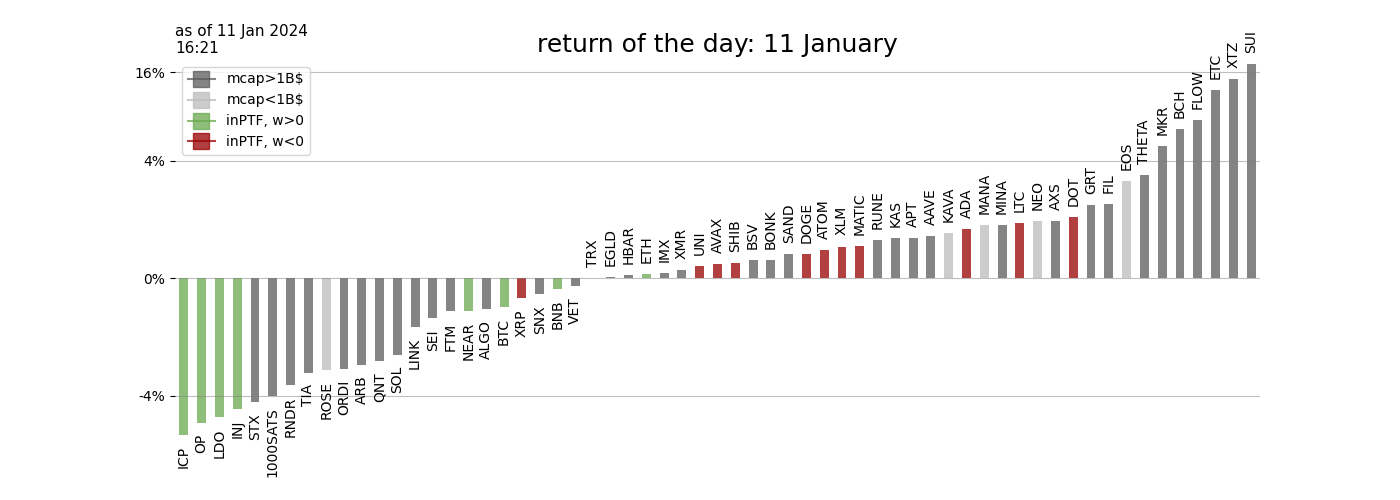 as of 11 Jan 2024
16:21
return of the day: 11 January
mcap>1B$
mcap<1B$
inPTF, w>0
inPTF, w<0
16%
4%
0%
-4%
ICP
OP
LDO
INJ
STX
1000SATS
RNDR
TIA
ROSE
ORDI
ARB
QNT
SOL
LINK
SEI
FTM
NEAR
ALGO
BTC
XRP
SNX
BNB
VET
TRX
EGLD
HBAR
ETH
IMX
XMR
UNI
AVAX
SHIB
BSV
BONK
SAND
DOGE
ATOM
XLM
MATIC
RUNE
KAS
APT
AAVE
KAVA
ADA
MANA
MINA
LTC
NEO
AXS
DOT
GRT
FIL
EOS
THETA
MKR
BCH
FLOW
ETC
XTZ
SUI